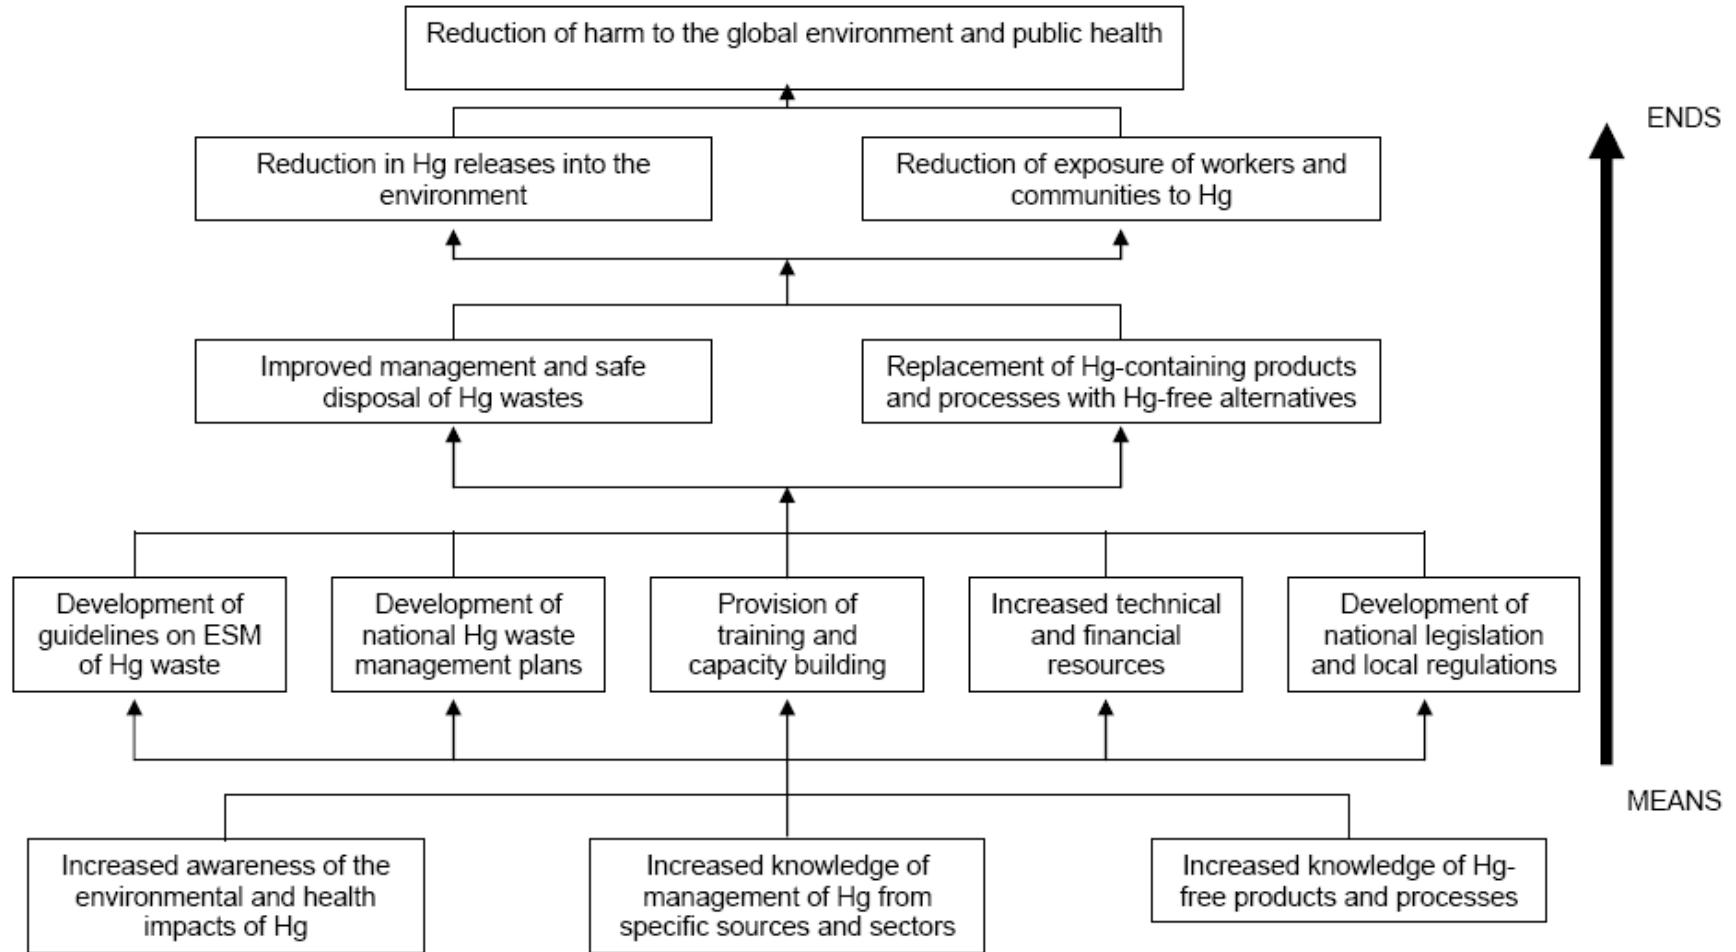 Reduction of harm to the global environment and public health
ENDS
Reduction in Hg releases into the
environment
Reduction of exposure of workers and
communities to Hg
Improved management and safe
disposal of Hg wastes
Replacement of Hg-containing products
and processes with Hg-free alternatives
Development of
guidelines on ESM
of Hg waste
Development of
national Hg waste
management plans
Provision of
training and
capacity building
Increased technical
and financial
resources
Development of
national legislation
and local regulations
MEANS
Increased awareness of the
environmental and health
impacts of Hg
Increased knowledge of
management of Hg from
specific sources and sectors
Increased knowledge of Hg-
free products and processes